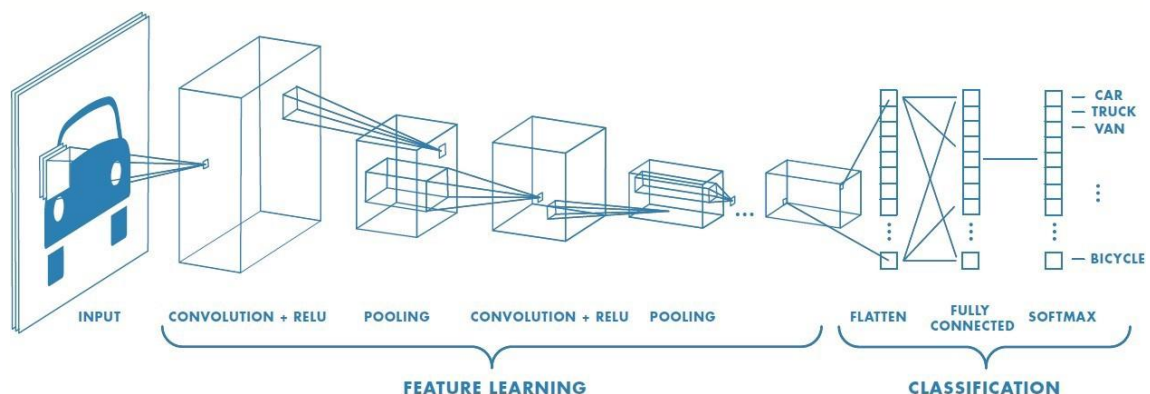 CAR
TRUCK
VAN
BICYCLE
INPUT
CONVOLUTION + RELU
POOLING
CONVOLUTION + RELU
POOLING
FLATTEN
FULLY
CONNECTED
SOFTMAX
FEATURE LEARNING
CLASSIFICATION